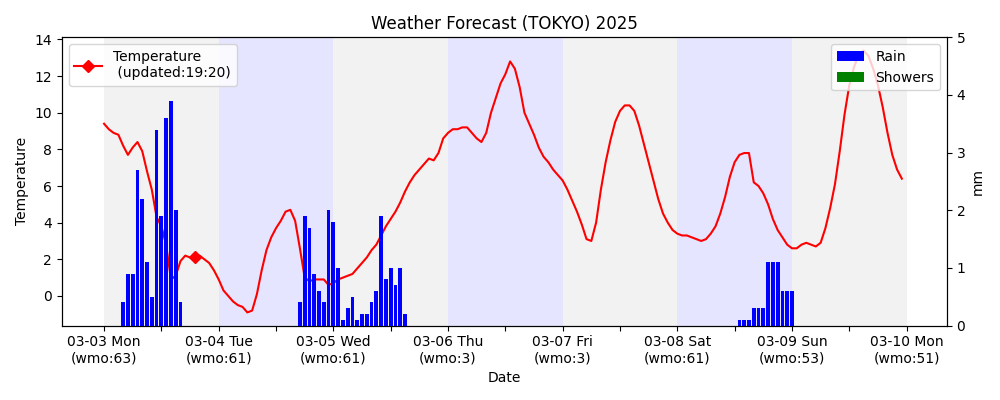 Weather Forecast (TOKYO) 2025
Temperature
(updated:19:20)
Rain
Showers
14
12
10
8
6
4
2
0
Temperature
5
4
3
2
1
0
mm
03-03 Mon 03-04 Tue 03-05 Wed 03-06 Thu 03-07 Fri 03-08 Sat 03-09 Sun 03-10 Mon
(wmo:63) (wmo:61) (wmo:61) (wmo:3) (wmo:3) (wmo:61) (wmo:53) (wmo:51)
Date